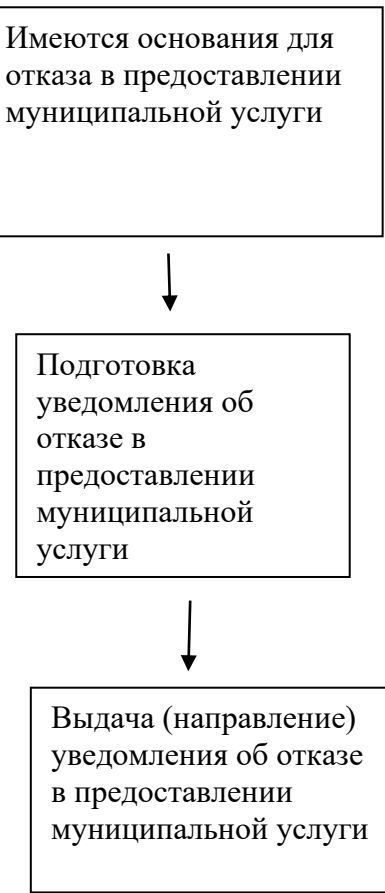 Имеются основания для
отказа в предоставлении
муниципальной услуги
Подготовка
уведомления об
отказе в
предоставлении
муниципальной
услуги
Выдача (направление)
уведомления об отказе
в предоставлении
муниципальной услуги